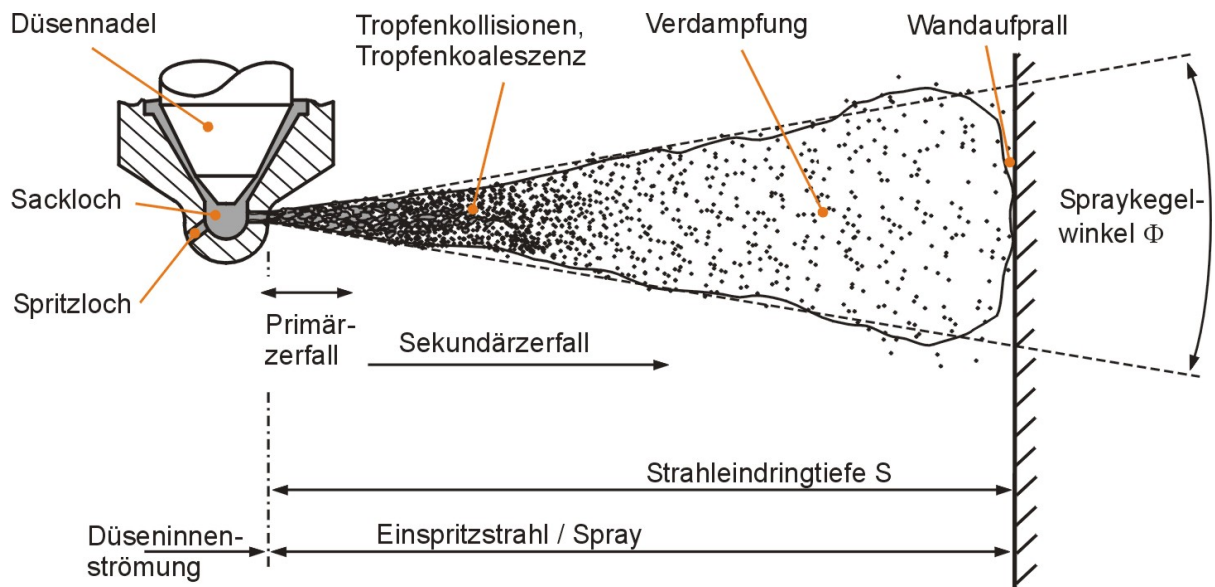 Düsennadel
Tropfenkollisionen,
Tropfenkoaleszenz
Verdampfung
Wandaufprall
Sackloch
Spraykegel-
winkel Φ
Spritzloch
Primär-
zerfall
Sekundärzerfall
Strahleindringtiefe S
Düseninnen-
strömung
Einspritzstrahl / Spray